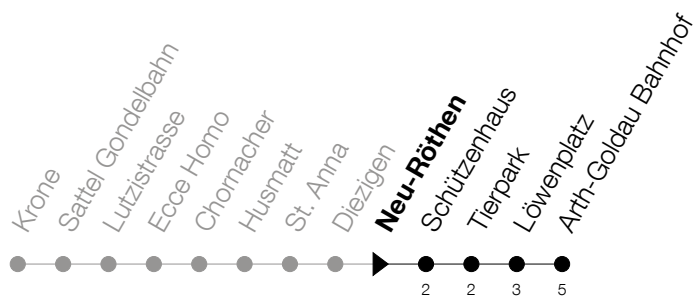 Krone
Sattel Gondelbahn
Lutzistrasse
Ecce Homo
Chornacher
Husmatt
St. Anna
Diezigen
Neu-Röthen
Schützenhaus
Tierpark
Löwenplatz
Arth-Goldau Bahnhof
2 2 3 5